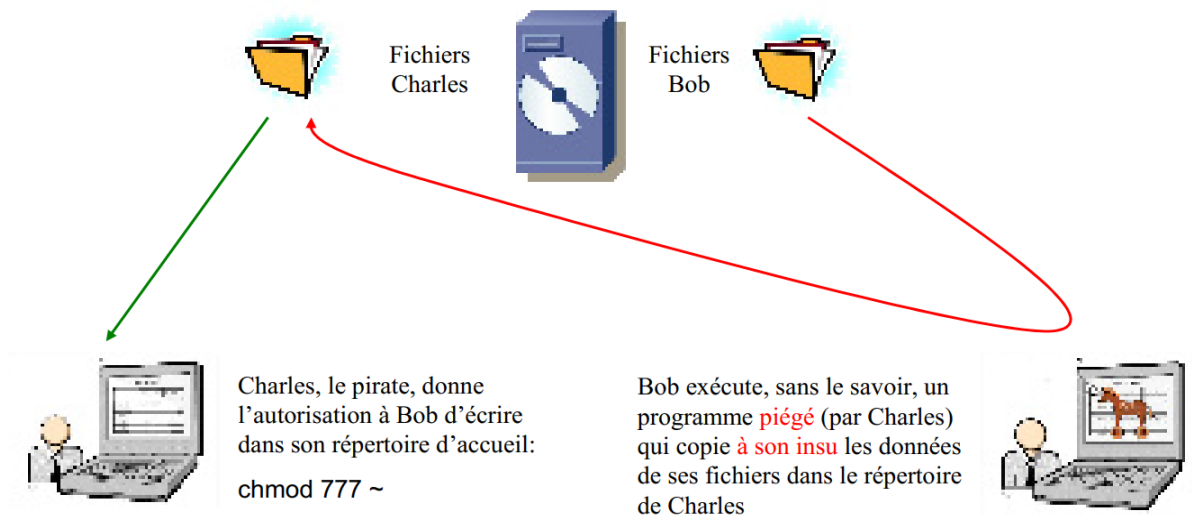 Fichiers
Charles
Fichiers
Bob
Charles, le pirate, donne
l'autorisation à Bob d'écrire
dans son répertoire d'accueil:
chmod 777 ~
Bob exécute, sans le savoir, un
programme piégé (par Charles)
qui copie à son insu les données
de ses fichiers dans le répertoire
de Charles